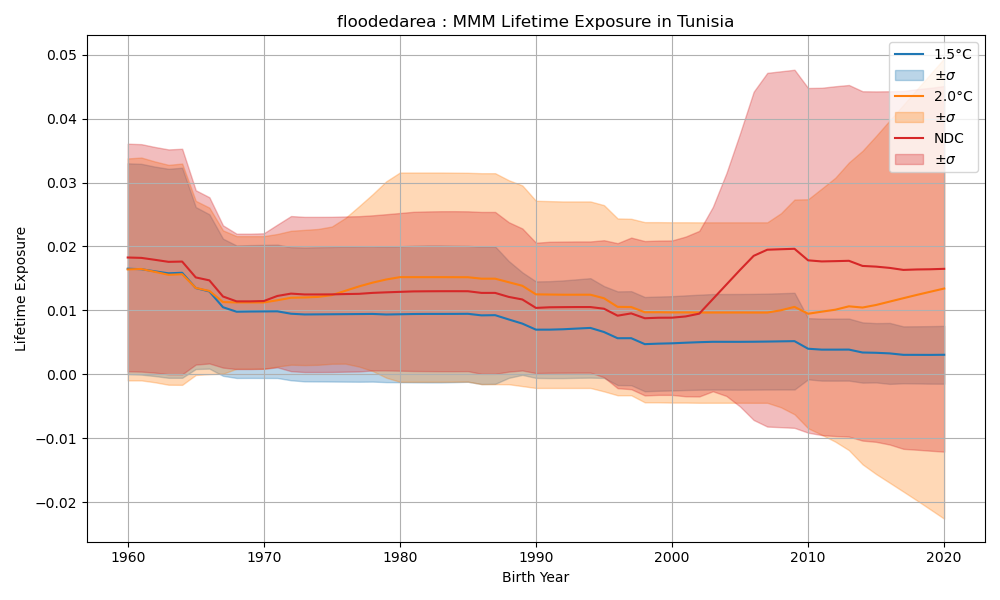 floodedarea : MMM Lifetime Exposure in Tunisia
Lifetime Exposure
0.05
0.04
0.03
0.02
0.01
0.00
−0.01
−0.02
1960
1970
1980
1990
2000
2010
2020
Birth Year
1.5°C
±σ
2.0°C
±σ
NDC
±σ